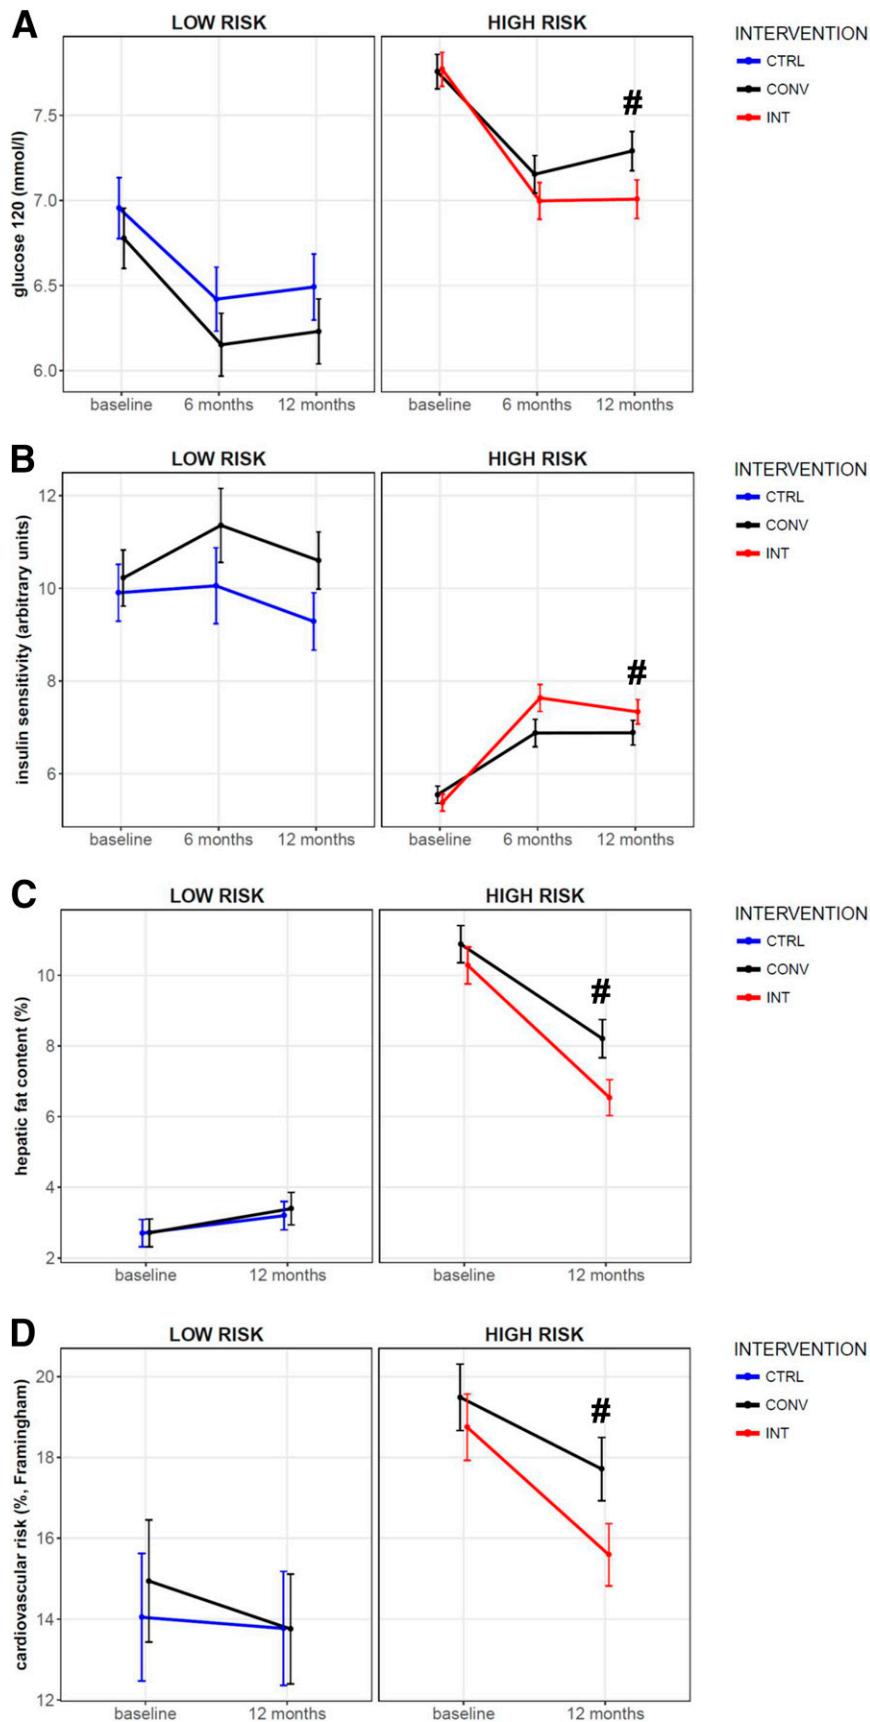 A
LOW RISK
HIGH RISK
INTERVENTION
CTRL
CONV
INT
glucose 120 (mmol/l)
7.5
7.0
6.5
6.0
#
baseline
6 months
12 months
baseline
6 months
12 months
B
LOW RISK
HIGH RISK
INTERVENTION
CTRL
CONV
INT
insulin sensitivity (arbitrary units)
12
10
8
6
#
baseline
6 months
12 months
baseline
6 months
12 months
C
LOW RISK
HIGH RISK
INTERVENTION
CTRL
CONV
INT
hepatic fat content (%)
10
8
6
4
2
#
baseline
12 months
baseline
12 months
D
LOW RISK
HIGH RISK
INTERVENTION
CTRL
CONV
INT
cardiovascular risk (%, Framingham)
20
18
16
14
12
#
baseline
12 months
baseline
12 months